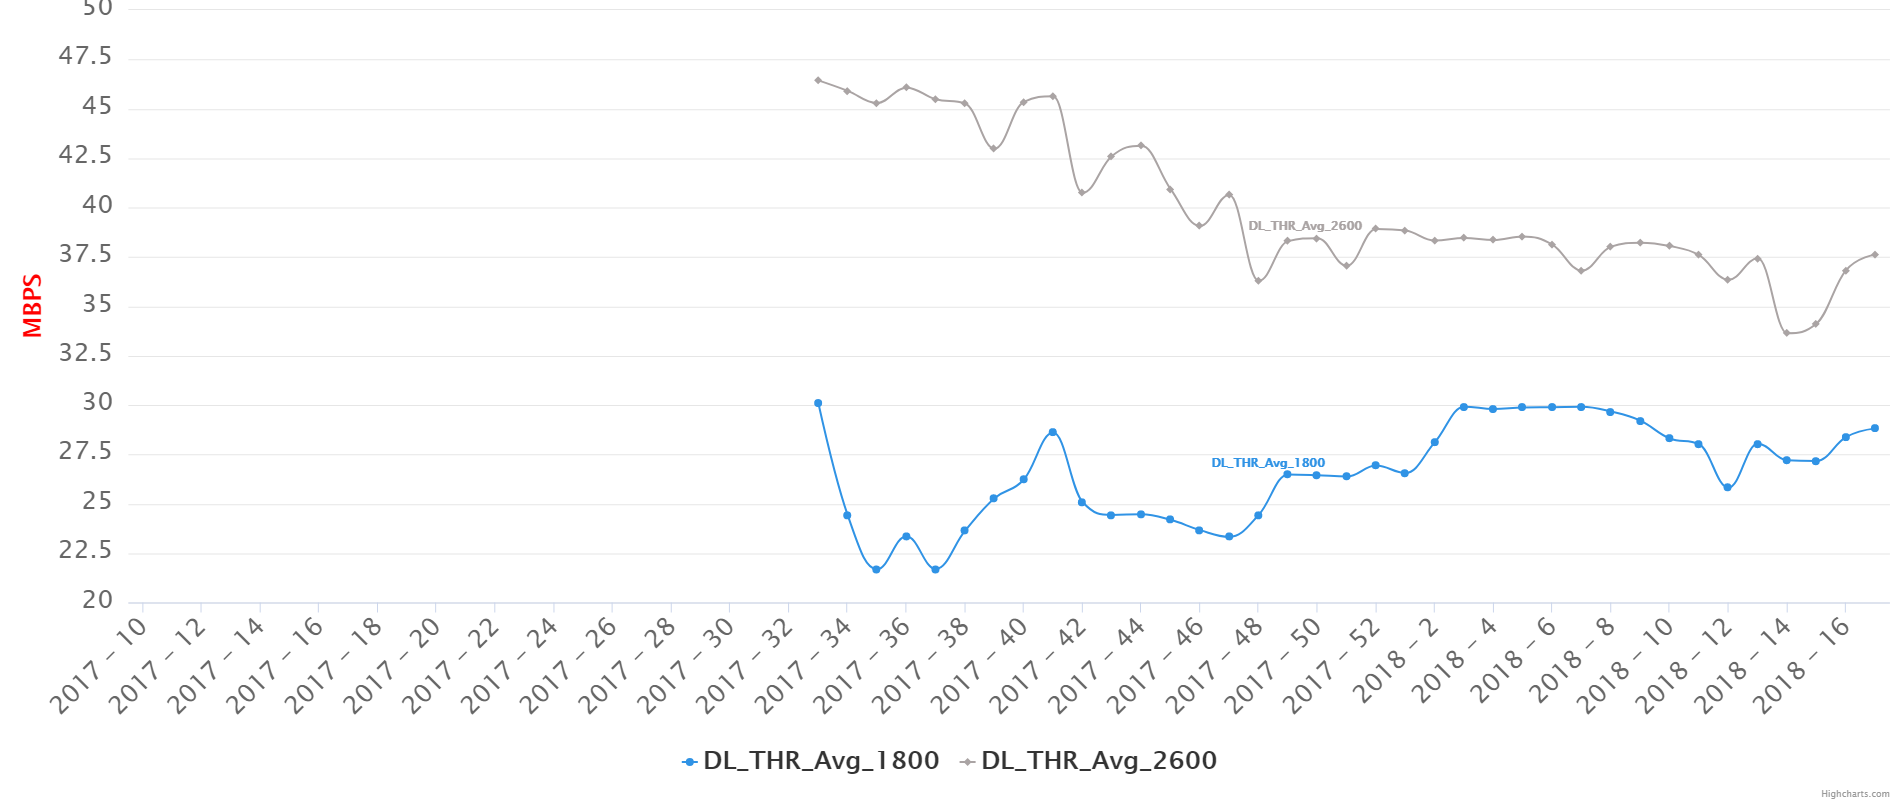 50
47.5
45
42.5
40
37.5
35
32.5
30
27.5
25
22.5
20
MBPS
DL_THR_Avg_2600
DL_THR_Avg_1800
2017 – 10
2017 – 12
2017 – 14
2017 – 16
2017 – 18
2017 – 20
2017 – 22
2017 – 24
2017 – 26
2017 – 28
2017 – 30
2017 – 32
2017 – 34
2017 – 36
2017 – 38
2017 – 40
2017 – 42
2017 – 44
2017 – 46
2017 – 48
2017 – 50
2017 – 52
2018 – 2
2018 – 4
2018 – 6
2018 – 8
2018 – 10
2018 – 12
2018 – 14
2018 – 16
DL_THR_Avg_1800 DL_THR_Avg_2600
Highcharts.com